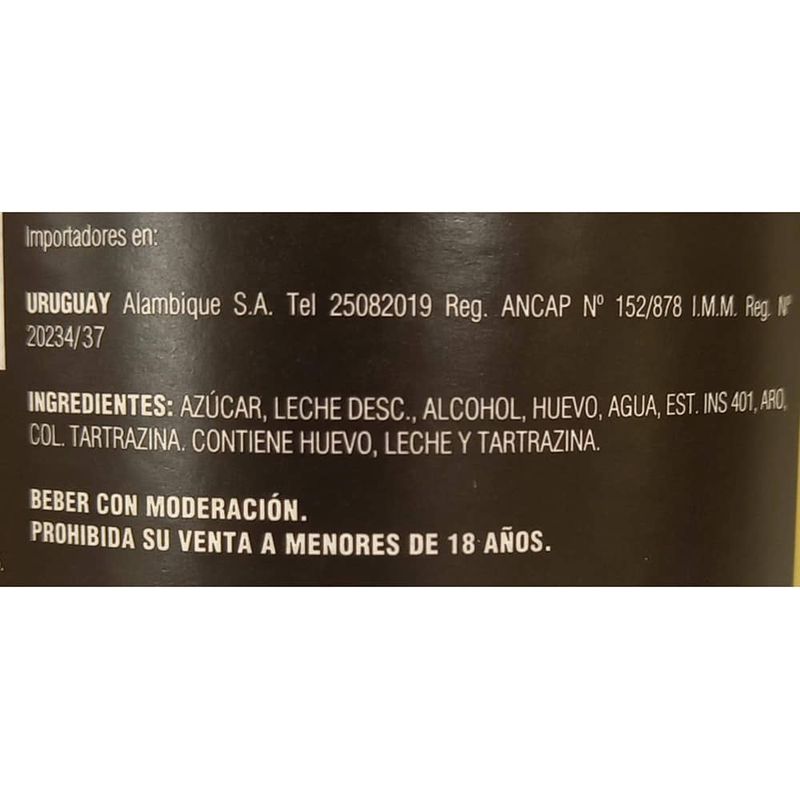 Importadores en:
URUGUAY Alambique S.A. Tel 25082019 Reg. ANCAP Nº 152/878 I.M.M. Reg. Nº
20234/37
INGREDIENTES: AZÚCAR, LECHE DESC., ALCOHOL, HUEVO, AGUA, EST. INS 401, ARO,
COL. TARTRAZINA. CONTIENE HUEVO, LECHE Y TARTRAZINA.
BEBER CON MODERACIÓN.
PROHIBIDA SU VENTA A MENORES DE 18 AÑOS.